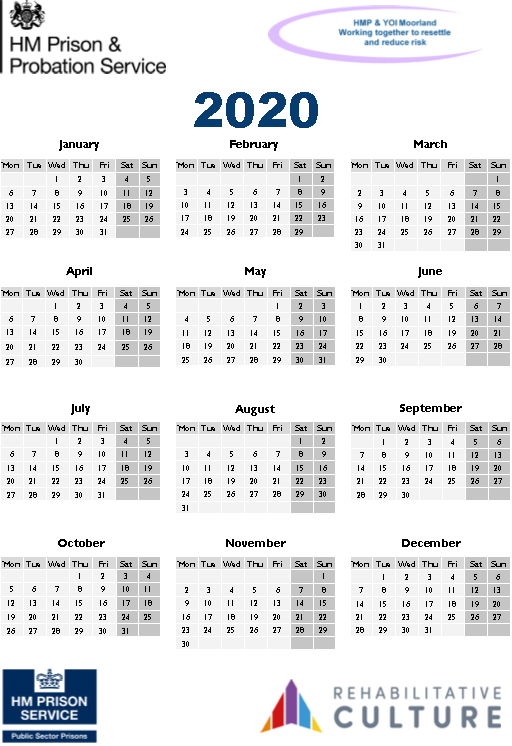 HM Prison &
Probation Service
HMP & YOI Moorland
Working together to resettle
and reduce risk
2020
January
Mon Tue Wed Thu Fri Sat Sun
1 2 3 4 5
6 7 8 9 10 11 12
13 14 15 16 17 18 19
20 21 22 23 24 25 26
27 28 29 30 31
February
Mon Tue Wed Thu Fri Sat Sun
1 2
3 4 5 6 7 8 9
10 11 12 13 14 15 16
17 18 19 20 21 22 23
24 25 26 27 28 29
March
Mon Tue Wed Thu Fri Sat Sun
1
2 3 4 5 6 7 8
9 10 11 12 13 14 15
16 17 18 19 20 21 22
23 24 25 26 27 28 29
30 31
April
Mon Tue Wed Thu Fri Sat Sun
1 2 3 4 5
6 7 8 9 10 11 12
13 14 15 16 17 18 19
20 21 22 23 24 25 26
27 28 29 30
May
Mon Tue Wed Thu Fri Sat Sun
1 2 3
4 5 6 7 8 9 10
11 12 13 14 15 16 17
18 19 20 21 22 23 24
25 26 27 28 29 30 31
June
Mon Tue Wed Thu Fri Sat Sun
1 2 3 4 5 6 7
8 9 10 11 12 13 14
15 16 17 18 19 20 21
22 23 24 25 26 27 28
29 30
July
Mon Tue Wed Thu Fri Sat Sun
1 2 3 4 5
6 7 8 9 10 11 12
13 14 15 16 17 18 19
20 21 22 23 24 25 26
27 28 29 30 31
August
Mon Tue Wed Thu Fri Sat Sun
1 2
3 4 5 6 7 8 9
10 11 12 13 14 15 16
17 18 19 20 21 22 23
24 25 26 27 28 29 30
31
September
Mon Tue Wed Thu Fri Sat Sun
1 2 3 4 5 6
7 8 9 10 11 12 13
14 15 16 17 18 19 20
21 22 23 24 25 26 27
28 29 30
October
Mon Tue Wed Thu Fri Sat Sun
1 2 3 4
5 6 7 8 9 10 11
12 13 14 15 16 17 18
19 20 21 22 23 24 25
26 27 28 29 30 31
November
Mon Tue Wed Thu Fri Sat Sun
1
2 3 4 5 6 7 8
9 10 11 12 13 14 15
16 17 18 19 20 21 22
23 24 25 26 27 28 29
30
December
Mon Tue Wed Thu Fri Sat Sun
1 2 3 4 5 6
7 8 9 10 11 12 13
14 15 16 17 18 19 20
21 22 23 24 25 26 27
28 29 30 31
HM PRISON
SERVICE
Public Sector Prisons
REHABILITATIVE
CULTURE